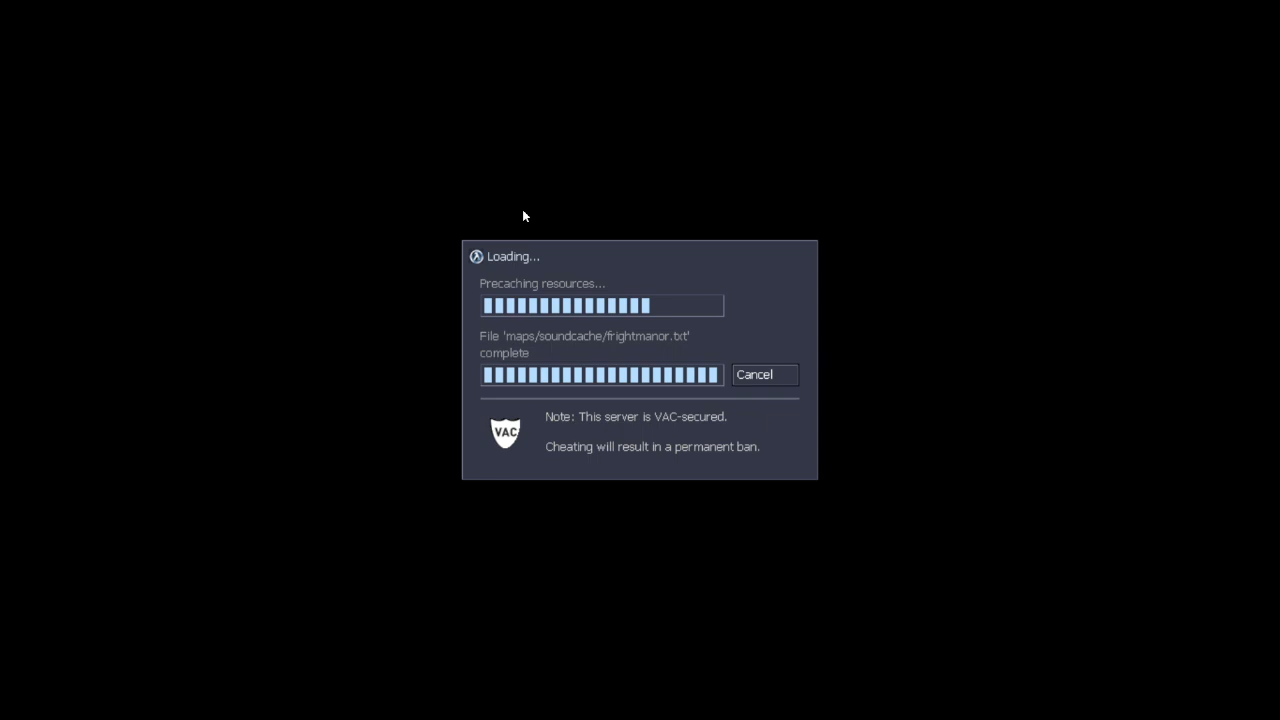 Loading...
Precaching resources...
File 'maps/soundcache/frightmanor.txt'
complete
Cancel
VAC
Note: This server is VAC-secured.
Cheating will result in a permanent ban.